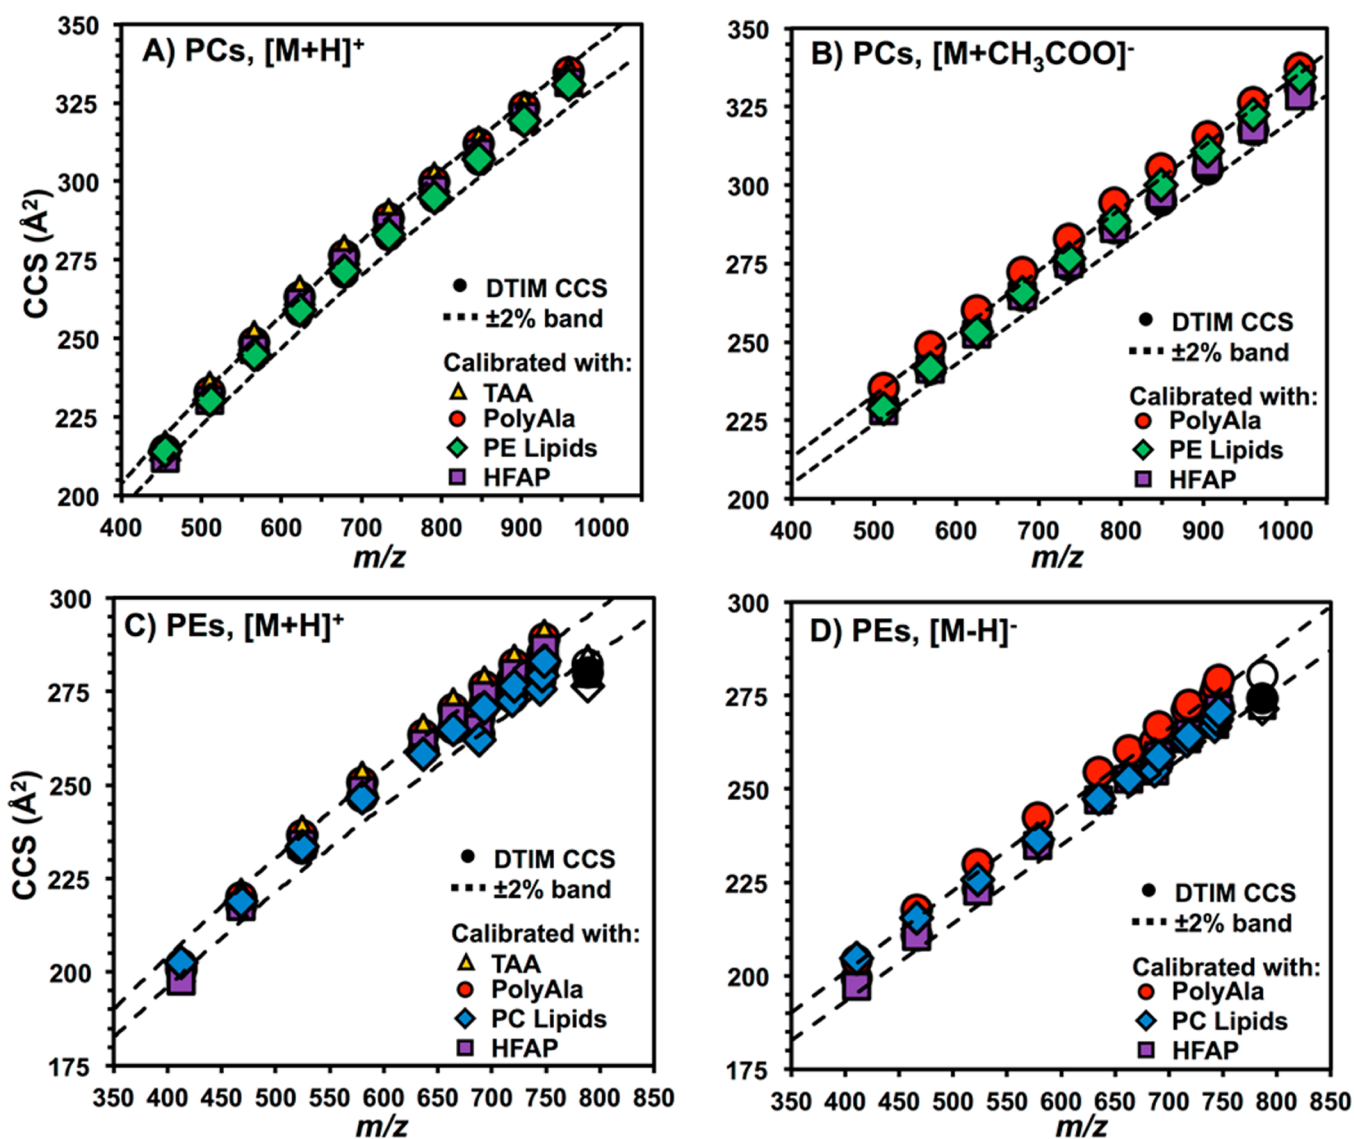 A) PCs, [M+H]⁺
CCS (Å²)
350
325
300
275
250
225
200
DTIM CCS
±2% band
Calibrated with:
TAA
PolyAla
PE Lipids
HFAP
400 500 600 700 800 900 1000
m/z
B) PCs, [M+CH₃COO]⁻
350
325
300
275
250
225
200
DTIM CCS
±2% band
Calibrated with:
PolyAla
PE Lipids
HFAP
400 500 600 700 800 900 1000
m/z
C) PEs, [M+H]⁺
CCS (Å²)
300
275
250
225
200
175
DTIM CCS
±2% band
Calibrated with:
TAA
PolyAla
PC Lipids
HFAP
350 400 450 500 550 600 650 700 750 800 850
m/z
D) PEs, [M-H]⁻
300
275
250
225
200
175
DTIM CCS
±2% band
Calibrated with:
PolyAla
PC Lipids
HFAP
350 400 450 500 550 600 650 700 750 800 850
m/z